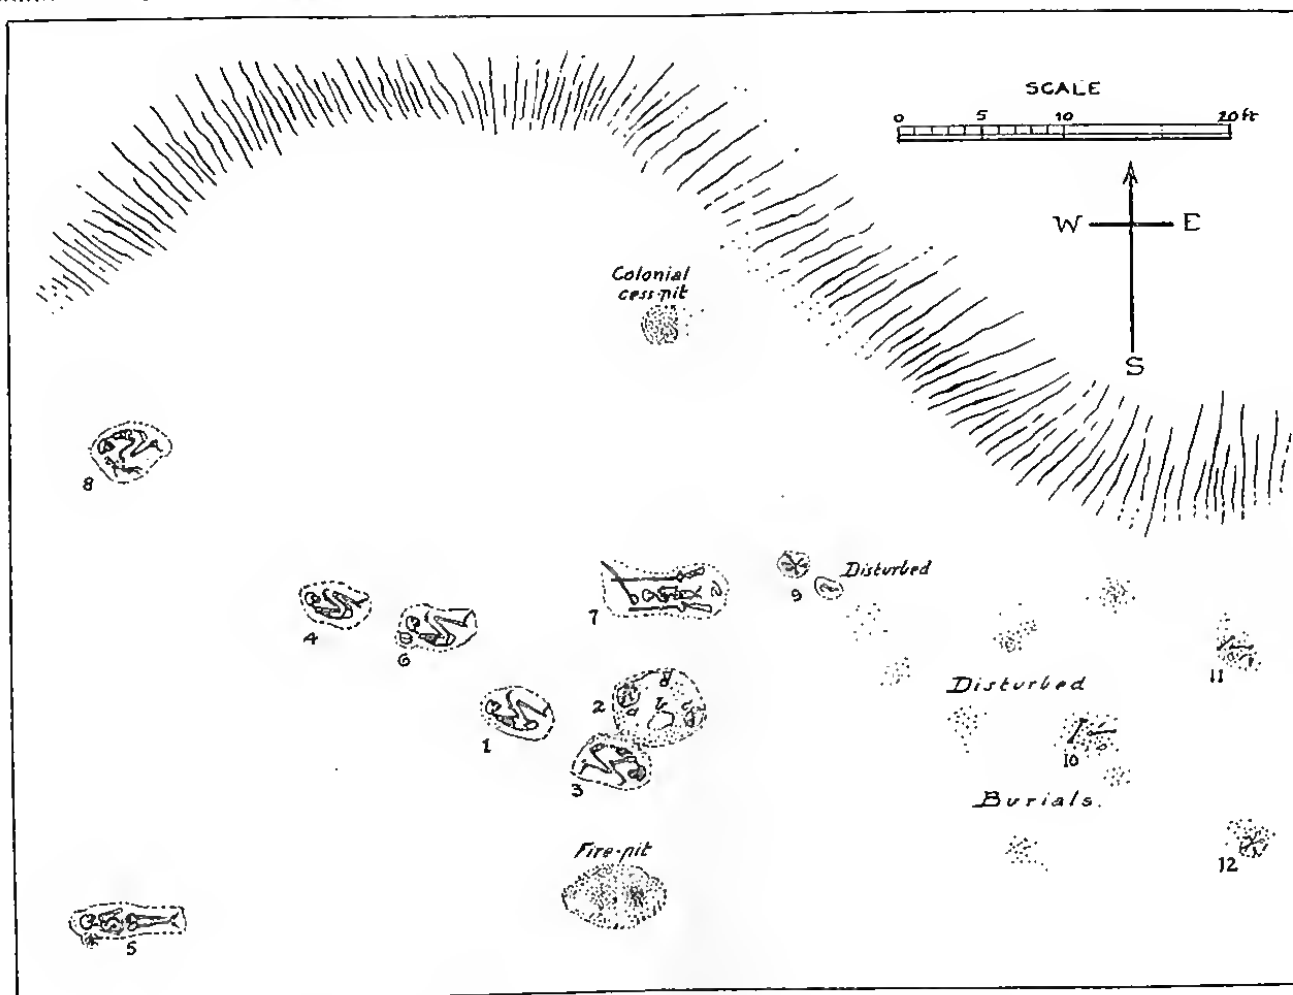 SCALE
0 5 10 20 ft
W E
S
Colonial
cess-pit
8
Disturbed
9
7
4
6
11
2
d
a
b
c
Disturbed
1
10
3
Burials.
Fire-pit
12
5